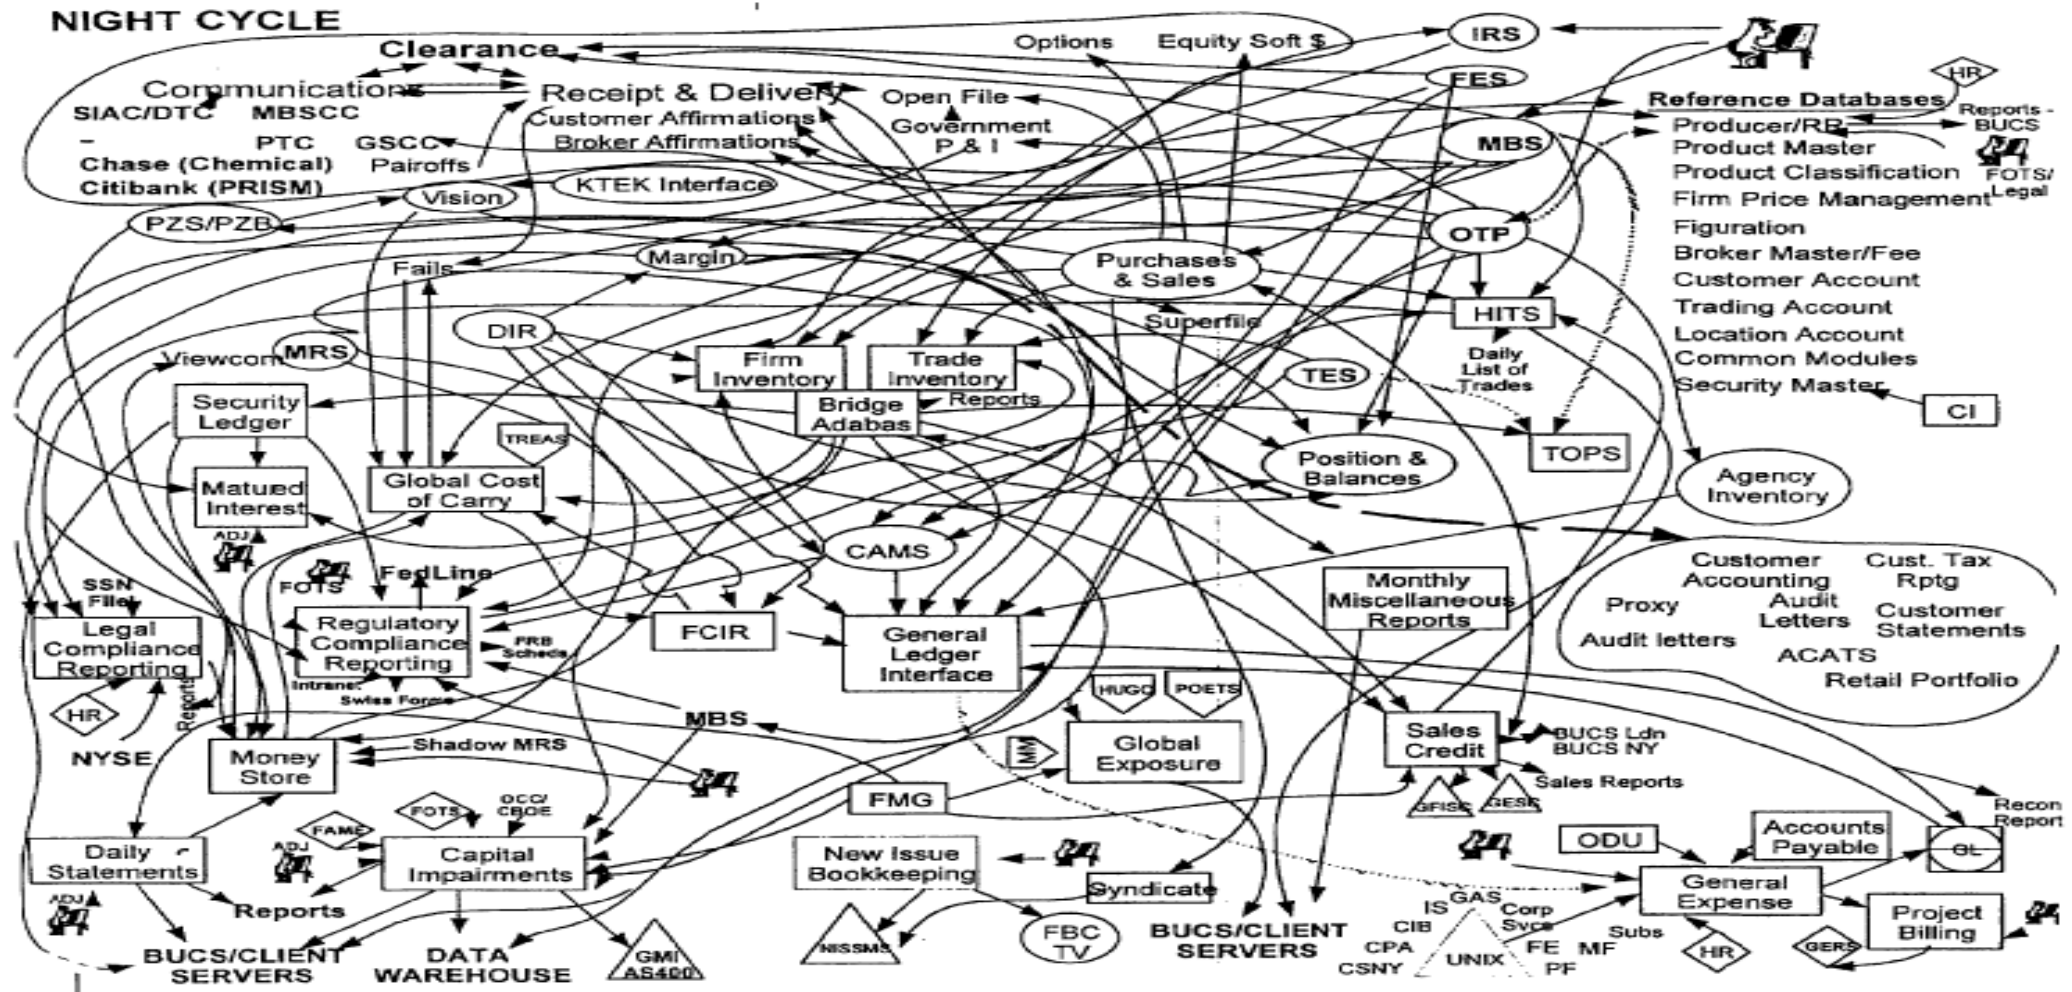 NIGHT CYCLE
Clearance
Options
Equity Soft $
IRS
Communications
Receipt & Delivery
Open File
FES
HR
SIAC/DTC
MBSCC
Customer Affirmations
Government
P & I
Reference Databases
Reports -
BUCS
–
PTC
GSCC
Broker Affirmations
MBS
Producer/RR
Chase (Chemical)
Pairoffs
Product Master
Citibank (PRISM)
KTEK Interface
Product Classification
FOTS/
Legal
Vision
Firm Price Management
PZS/PZB
OTP
Figuration
Margin
Purchases
& Sales
Broker Master/Fee
Fails
Customer Account
DIR
Superfile
HITS
Trading Account
Location Account
Viewcom
MRS
Firm
Inventory
Trade
Inventory
Daily
List of
Trades
Common Modules
TES
Security Master
CI
Security
Ledger
Bridge
Adabas
Reports
TREAS
TOPS
Matured
Interest
Global Cost
of Carry
Position &
Balances
Agency
Inventory
ADJ
CAMS
FOTS
FedLine
SSN
File
Monthly
Miscellaneous
Reports
Customer
Accounting
Cust. Tax
Rptg
Proxy
Audit
Letters
Customer
Statements
Audit letters
ACATS
Retail Portfolio
Legal
Compliance
Reporting
Regulatory
Compliance
Reporting
FRB
Scheds
FCIR
General
Ledger
Interface
Swiss Forms
Reports
HR
HUGO
POETS
NYSE
MBS
Money
Store
Shadow MRS
MM
Global
Exposure
Sales
Credit
BUCS Ldn
BUCS NY
Sales Reports
FMG
GFISC
GESC
FOTS
OCC/
CBOE
FAME
Recon
Report
Daily
Statements
ADJ
Capital
Impairments
New Issue
Bookkeeping
ODU
Accounts
Payable
GL
ADJ
Reports
Syndicate
General
Expense
BUCS/CLIENT
SERVERS
DATA
WAREHOUSE
GMI
AS400
NISSMS
FBC
TV
BUCS/CLIENT
SERVERS
GAS
IS
Corp
Svcs
CIB
CPA
CSNY
UNIX
FE
MF
PF
Subs
HR
GERS
Project
Billing